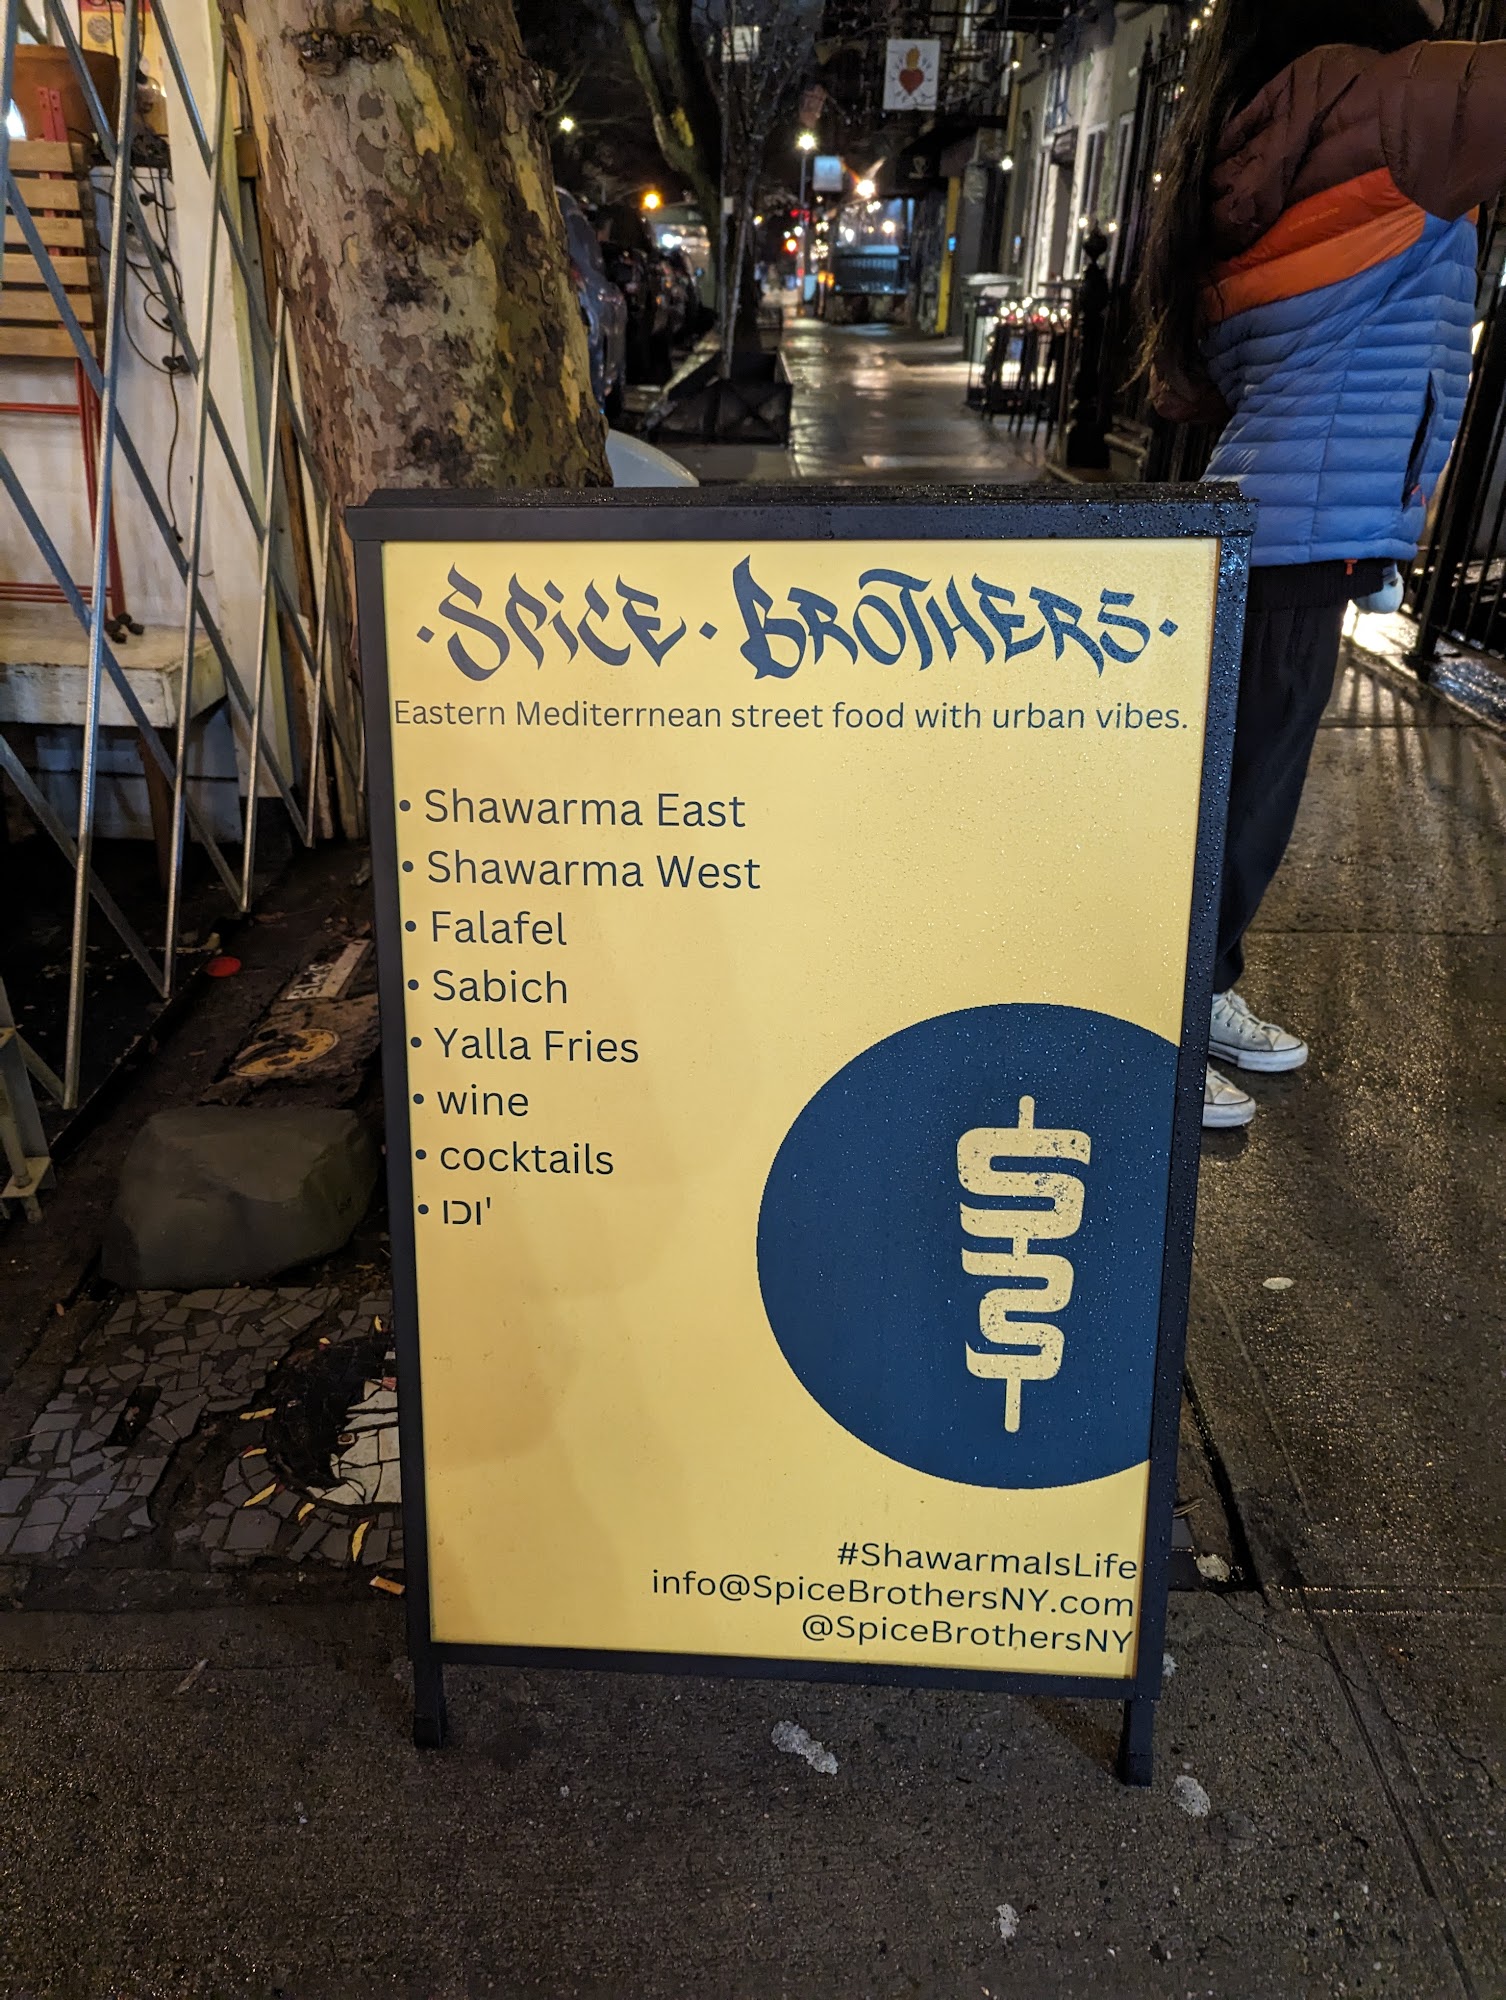 ·SPiCE·BROTHERS·
Eastern Mediterrnean street food with urban vibes.
• Shawarma East
• Shawarma West
• Falafel
• Sabich
• Yalla Fries
• wine
• cocktails
• וכו'
#ShawarmaIsLife
info@SpiceBrothersNY.com
@SpiceBrothersNY